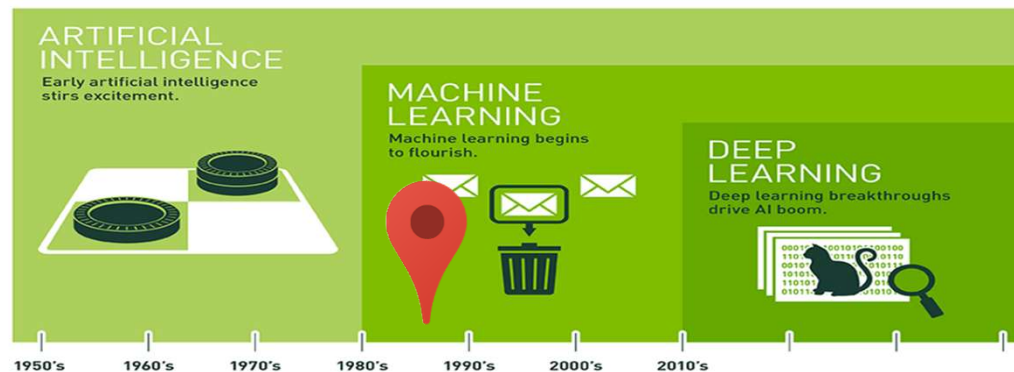 ARTIFICIAL
INTELLIGENCE
Early artificial intelligence
stirs excitement.
MACHINE
LEARNING
Machine learning begins
to flourish.
DEEP
LEARNING
Deep learning breakthroughs
drive AI boom.
1950's 1960's 1970's 1980's 1990's 2000's 2010's